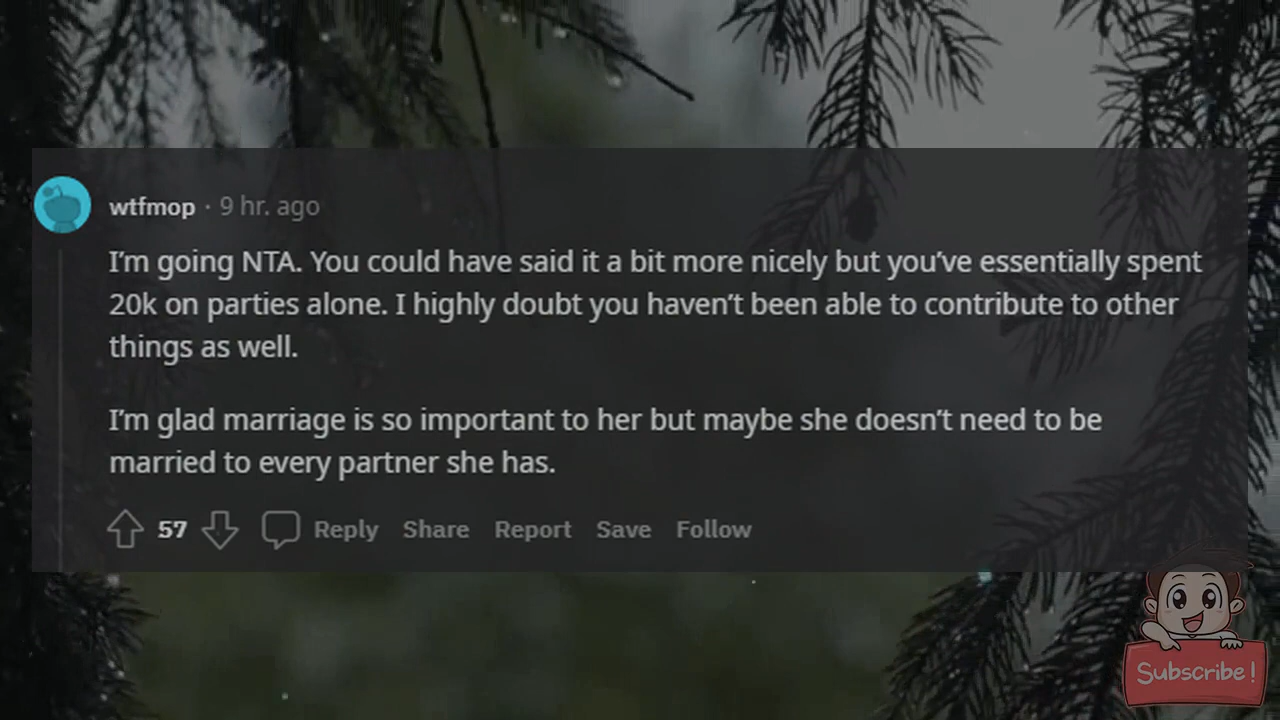 wtfmop · 9 hr. ago
I'm going NTA. You could have said it a bit more nicely but you've essentially spent
20k on parties alone. I highly doubt you haven't been able to contribute to other
things as well.
I'm glad marriage is so important to her but maybe she doesn't need to be
married to every partner she has.
57 Reply Share Report Save Follow
Subscribe!